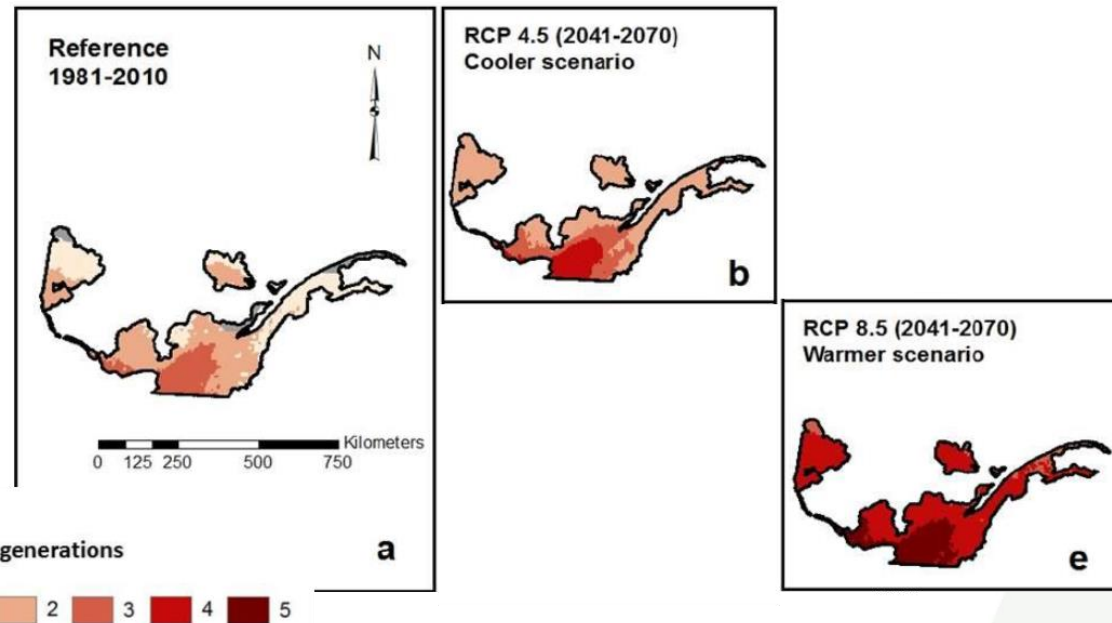 Reference
1981-2010
N
Kilometers
0 125 250 500 750
a
generations
2 3 4 5
RCP 4.5 (2041-2070)
Cooler scenario
b
RCP 8.5 (2041-2070)
Warmer scenario
e